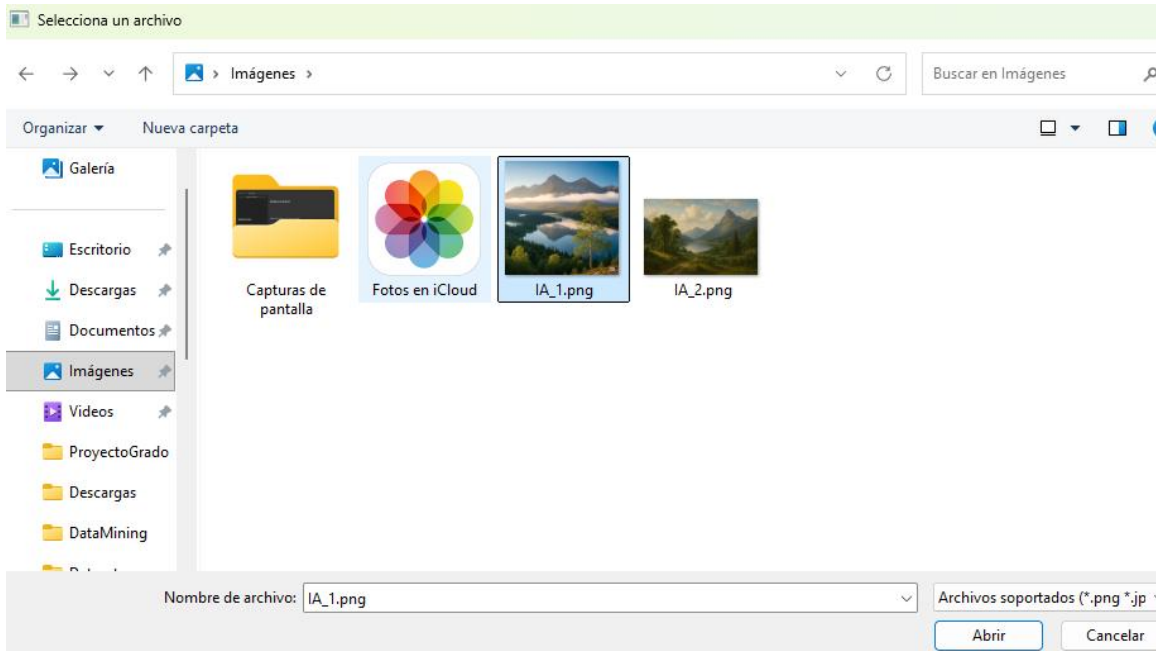 Selecciona un archivo
Imágenes
Buscar en Imágenes
Organizar
Nueva carpeta
Galería
Escritorio
Descargas
Documentos
Imágenes
Videos
ProyectoGrado
Descargas
DataMining
Capturas de
pantalla
Fotos en iCloud
IA_1.png
IA_2.png
Nombre de archivo: IA_1.png
Archivos soportados (*.png *.jp
Abrir
Cancelar